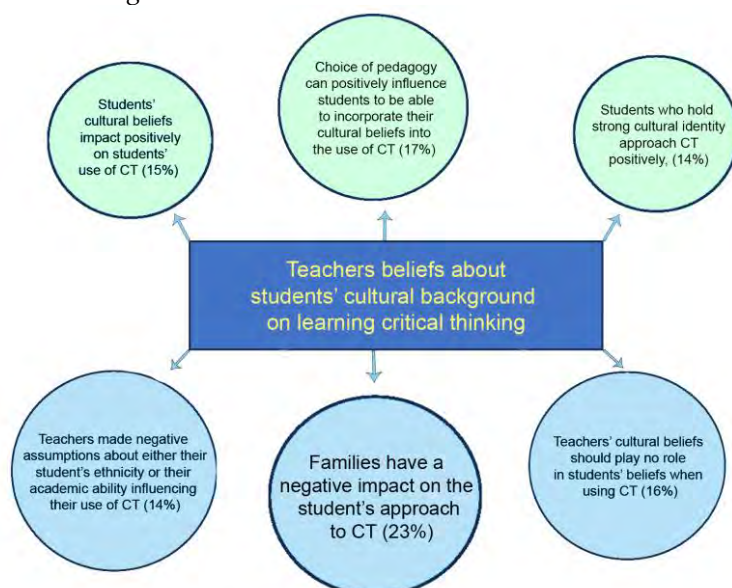 Students'
cultural beliefs
impact positively
on students'
use of CT (15%)
Choice of pedagogy
can positively influence
students to be able
to incorporate their
cultural beliefs into
the use of CT (17%)
Students who hold
strong cultural identity
approach CT
positively, (14%)
Teachers beliefs about
students' cultural background
on learning critical thinking
Teachers made negative
assumptions about either their
student's ethnicity or their
academic ability influencing
their use of CT (14%)
Families have a
negative impact on the
student's approach
to CT (23%)
Teachers' cultural beliefs
should play no role
in students' beliefs when
using CT (16%)